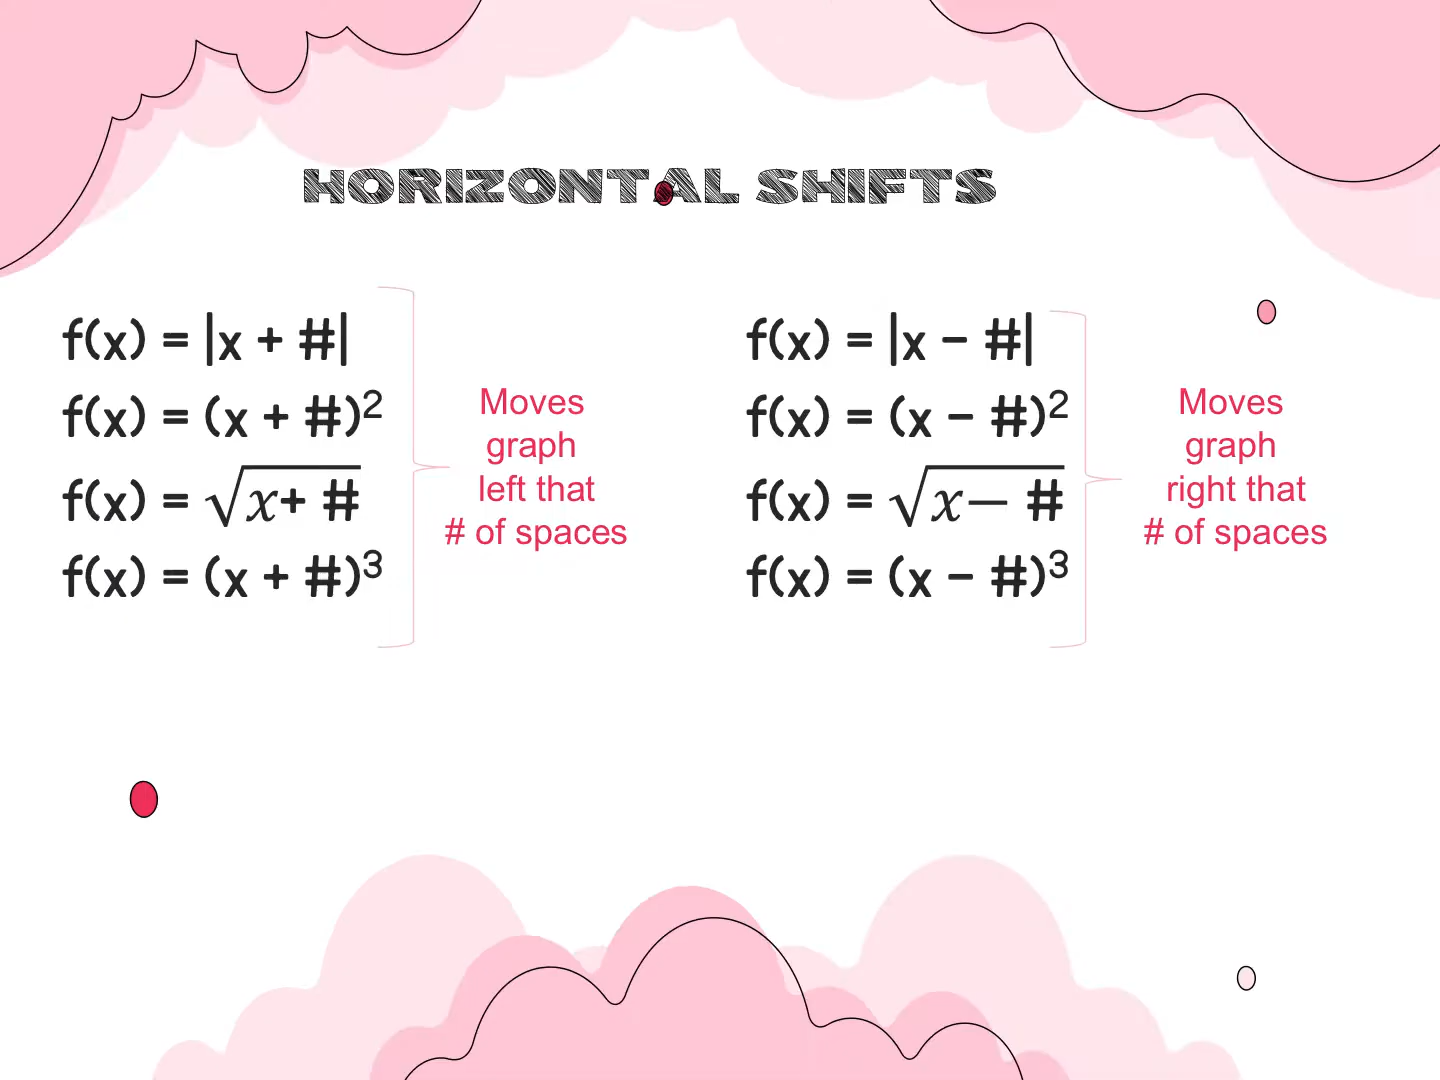 HORIZONTAL SHIFTS
f(x) = |x + #|
f(x) = (x + #)²
f(x) = √x+ #
f(x) = (x + #)³
Moves
graph
left that
# of spaces
f(x) = |x – #|
f(x) = (x – #)²
f(x) = √x— #
f(x) = (x – #)³
Moves
graph
right that
# of spaces